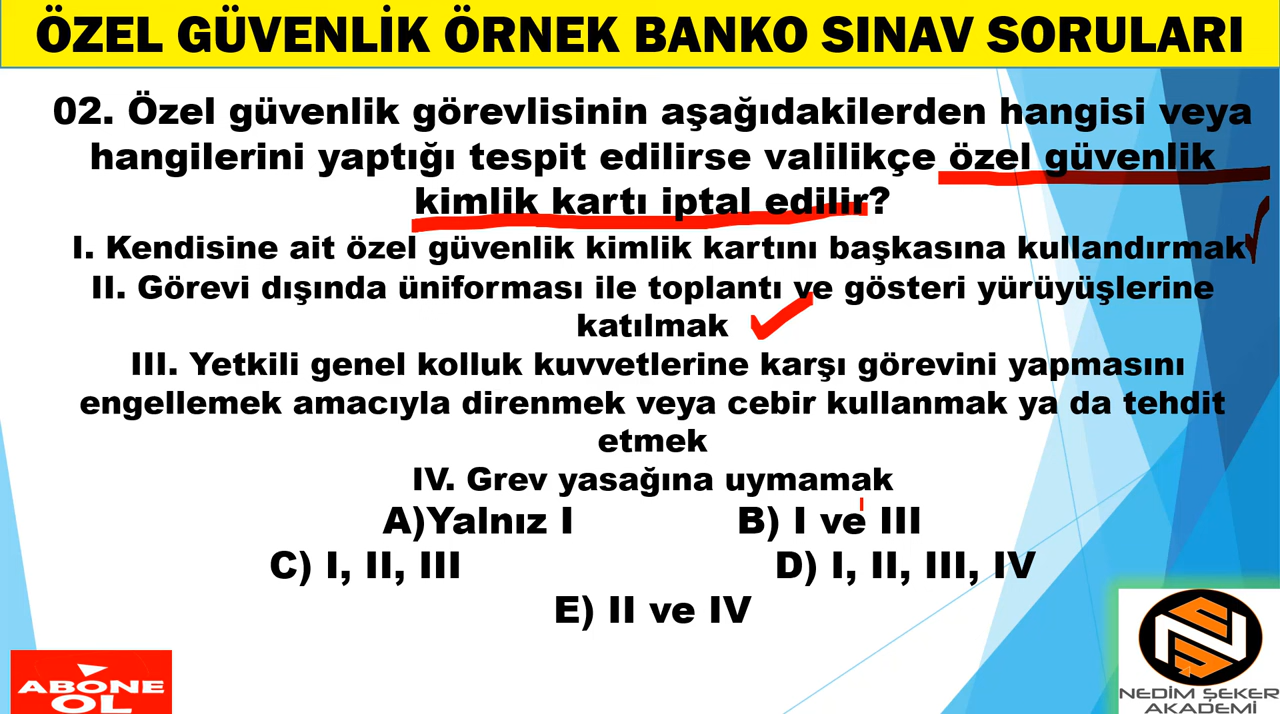 ÖZEL GÜVENLİK ÖRNEK BANKO SINAV SORULARI
02. Özel güvenlik görevlisinin aşağıdakilerden hangisi veya
hangilerini yaptığı tespit edilirse valilikçe özel güvenlik
kimlik kartı iptal edilir?
I. Kendisine ait özel güvenlik kimlik kartını başkasına kullandırmak
II. Görevi dışında üniforması ile toplantı ve gösteri yürüyüşlerine
katılmak
III. Yetkili genel kolluk kuvvetlerine karşı görevini yapmasını
engellemek amacıyla direnmek veya cebir kullanmak ya da tehdit
etmek
IV. Grev yasağına uymamak
A)Yalnız I B) I ve III
C) I, II, III D) I, II, III, IV
E) II ve IV
ABONE
OL
NEDİM ŞEKER
AKADEMİ